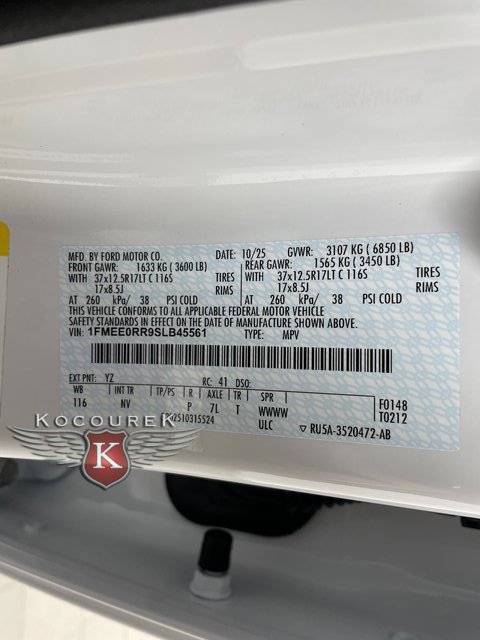 MFD. BY FORD MOTOR CO. DATE: 10/25 GVWR: 3107 KG ( 6850 LB)
FRONT GAWR: 1633 KG ( 3600 LB) REAR GAWR: 1565 KG ( 3450 LB)
WITH 37x12.5R17LT C 116S TIRES WITH 37x12.5R17LT C 116S TIRES
17x8.5J RIMS 17x8.5J RIMS
AT 260 kPa/ 38 PSI COLD AT 260 kPa/ 38 PSI COLD
THIS VEHICLE CONFORMS TO ALL APPLICABLE FEDERAL MOTOR VEHICLE
SAFETY STANDARDS IN EFFECT ON THE DATE OF MANUFACTURE SHOWN ABOVE.
VIN: 1FMEE0RR9SLB45561 TYPE: MPV
EXT PNT: YZ RC: 41 DSO:
WB INT TR TP/PS R AXLE TR SPR
116 NV P 7L T WWWW F0148
2510315524 ULC T0212
▽ RU5A-3520472-AB
KOCOUREK
K